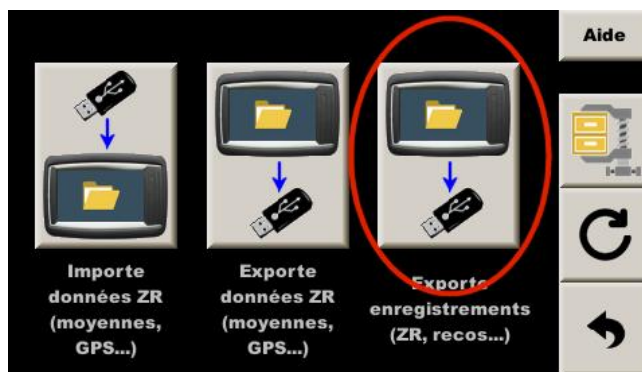 Aide
Importe
données ZR
(moyennes,
GPS...)
Exporte
données ZR
(moyennes,
GPS...)
Exporte
enregistrements
(ZR, recos...)